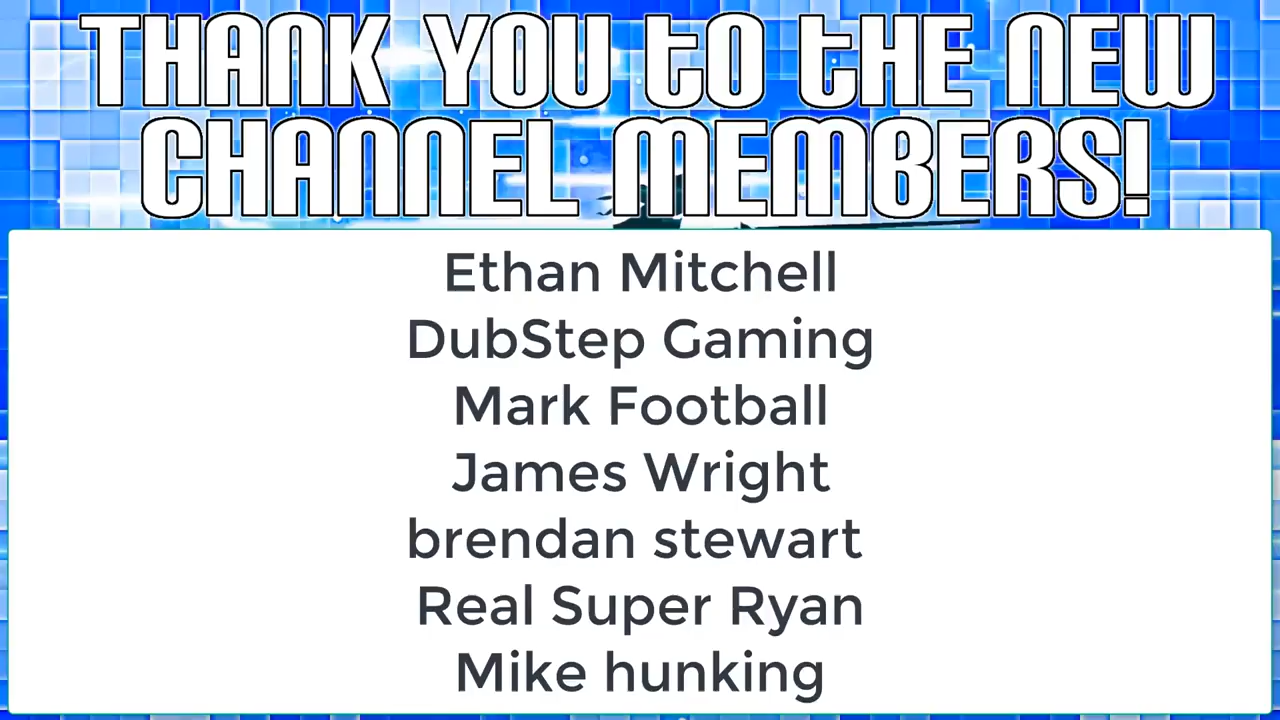 THANK YOU TO THE NEW
CHANNEL MEMBERS!
Ethan Mitchell
DubStep Gaming
Mark Football
James Wright
brendan stewart
Real Super Ryan
Mike hunking